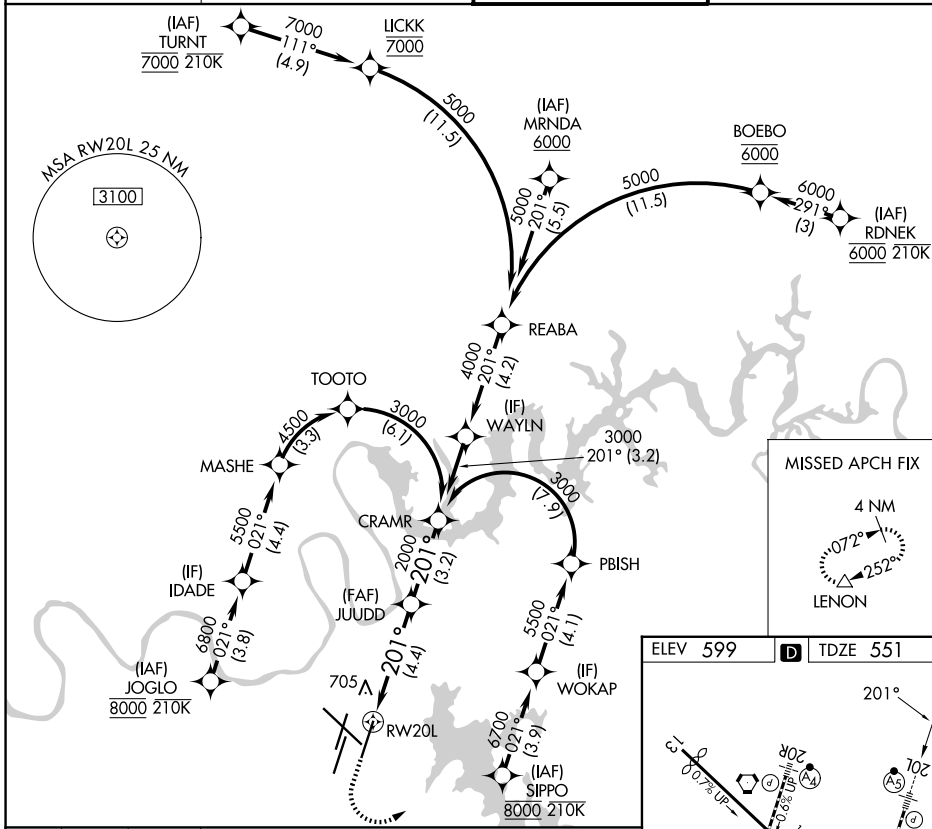 (IAF)
TURNT
7000 210K
7000
111°
(4.9)
LICKK
7000
5000
(11.5)
(IAF)
MRNDA
6000
5000
201°
(5.5)
BOEBO
6000
5000
(11.5)
6000
291°
(3)
(IAF)
RDNEK
6000 210K
MSA RW20L 25 NM
3100
REABA
4000
201°
(4.2)
(IF)
WAYLN
3000
201° (3.2)
TOOTO
3000
(6.1)
4500
(3.3)
MASHE
5500
021°
(4.4)
(IF)
IDADE
6800
021°
(3.8)
(IAF)
JOGLO
8000 210K
CRAMR
3000
(7.9)
2000
201°
(3.2)
(FAF)
JUUDD
201°
(4.4)
705
RW20L
PBISH
5500
021°
(4.1)
(IF)
WOKAP
6700
021°
(3.9)
(IAF)
SIPPO
8000 210K
MISSED APCH FIX
4 NM
072°
252°
LENON
ELEV 599
D
TDZE 551
201°
13
0.7% UP
20R
0.6% UP
P
A4
A5
20L
P